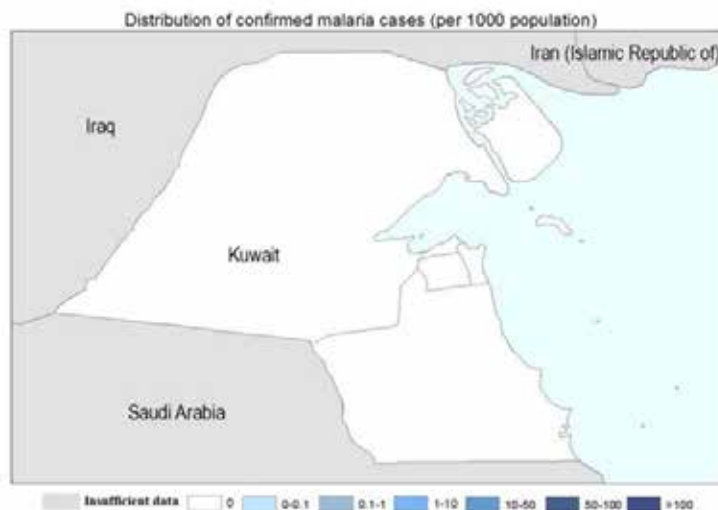 Distribution of confirmed malaria cases (per 1000 population)
Iran (Islamic Republic of)
Iraq
Kuwait
Saudi Arabia
Insufficient data 0 0-0.1 0.1-1 1-10 10-50 50-100 >100